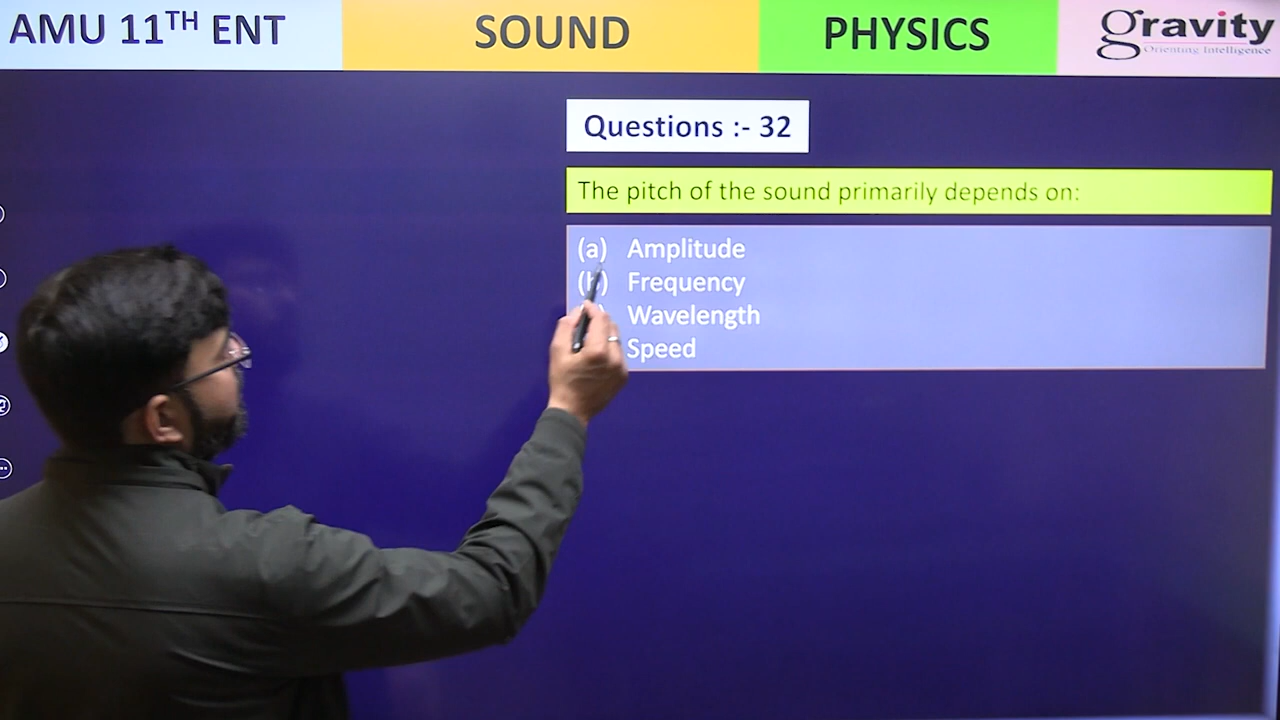 AMU 11TH ENT
SOUND
PHYSICS
gravity
Orienting Intelligence
Questions :- 32
The pitch of the sound primarily depends on:
(a) Amplitude
(b) Frequency
Wavelength
Speed